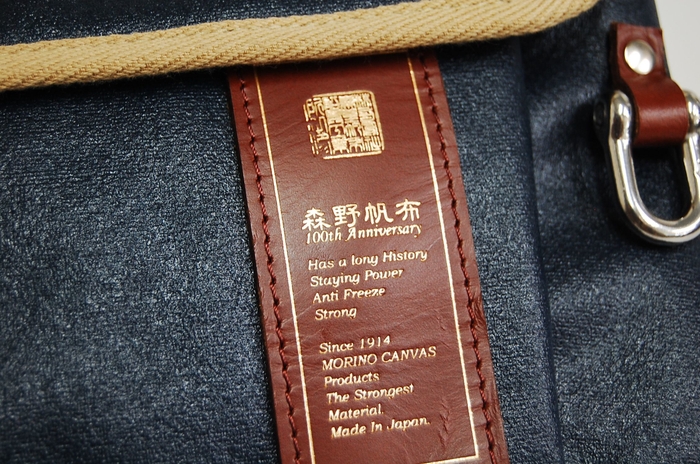 森野帆布
100th Anniversary
Has a long History
Staying Power
Anti Freeze
Strong
Since 1914
MORINO CANVAS
Products
The Strongest
Material.
Made In Japan.